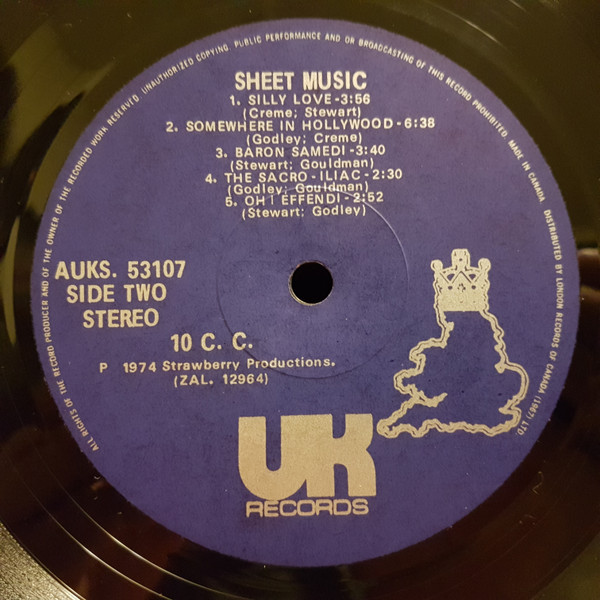 ALL RIGHTS OF THE RECORD PRODUCER AND OF THE OWNER OF THE RECORDED WORK RESERVED. UNAUTHORIZED COPYING, PUBLIC PERFORMANCE AND OR BROADCASTING OF THIS RECORD PROHIBITED. MADE IN CANADA. DISTRIBUTED BY LONDON RECORDS OF CANADA (1967) LTD.
SHEET MUSIC
1. SILLY LOVE-3:56
(Creme; Stewart)
2. SOMEWHERE IN HOLLYWOOD-6:38
(Godley; Creme)
3. BARON SAMEDI-3:40
(Stewart; Gouldman)
4. THE SACRO-ILIAC-2:30
(Godley; Gouldman)
5. OH! EFFENDI-2:52
(Stewart; Godley)
AUKS. 53107
SIDE TWO
STEREO
10 C. C.
P 1974 Strawberry Productions.
(ZAL. 12964)
UK
RECORDS